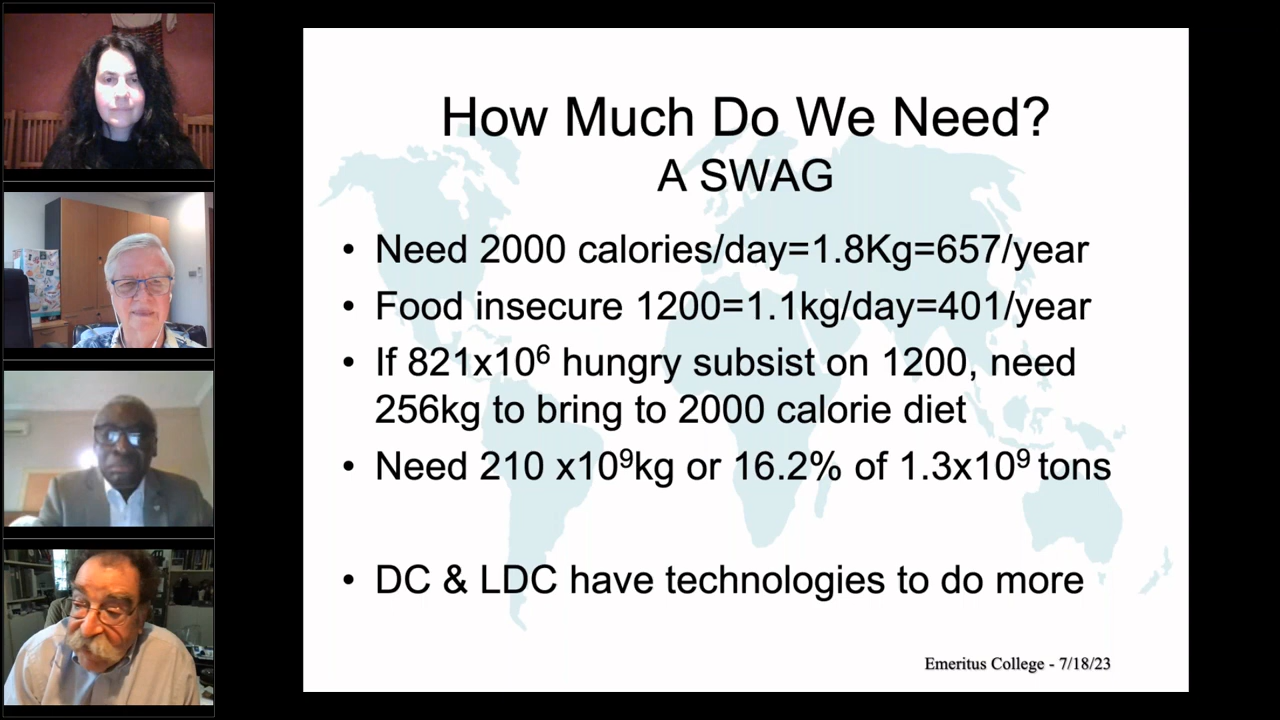 How Much Do We Need?
A SWAG
• Need 2000 calories/day=1.8Kg=657/year
• Food insecure 1200=1.1kg/day=401/year
• If 821x10⁶ hungry subsist on 1200, need
256kg to bring to 2000 calorie diet
• Need 210 x10⁹kg or 16.2% of 1.3x10⁹ tons
• DC & LDC have technologies to do more
Emeritus College - 7/18/23